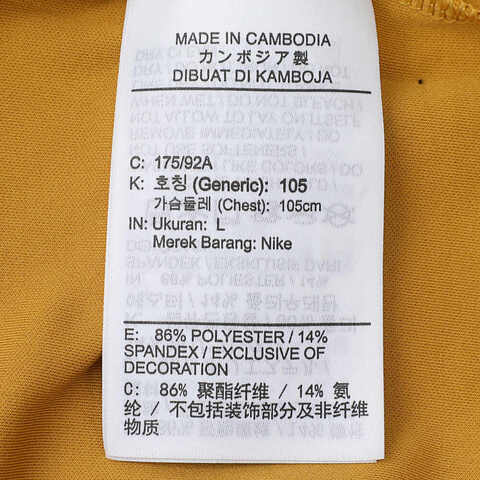 MADE IN CAMBODIA
カンボジア製
DIBUAT DI KAMBOJA
C: 175/92A
K: 호칭 (Generic): 105
가슴둘레 (Chest): 105cm
IN: Ukuran: L
Merek Barang: Nike
E: 86% POLYESTER / 14%
SPANDEX / EXCLUSIVE OF
DECORATION
C: 86% 聚酯纤维 / 14% 氨
纶 / 不包括装饰部分及非纤维
物质